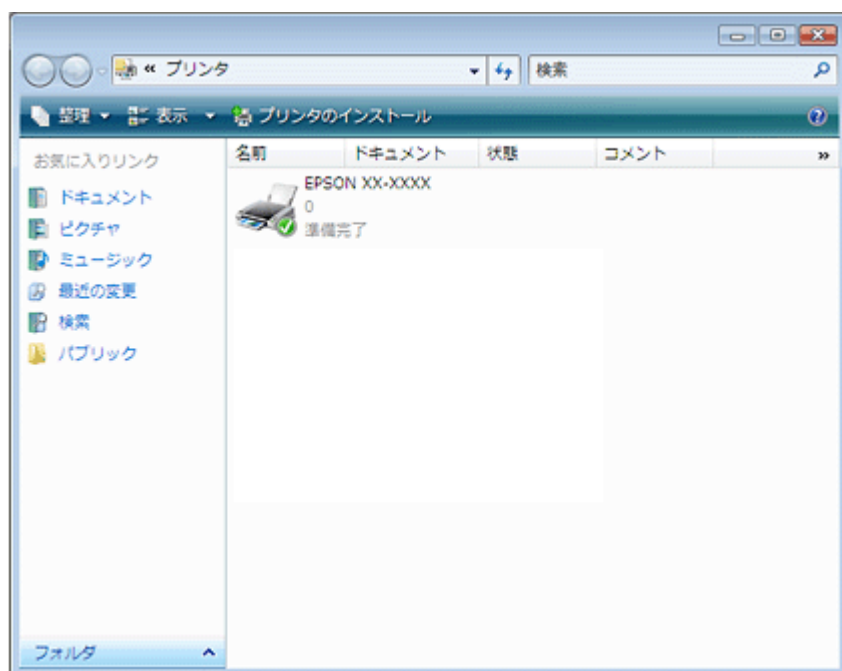 « プリンタ
検索
整理 表示 プリンタのインストール
お気に入りリンク
ドキュメント
ピクチャ
ミュージック
最近の変更
検索
パブリック
フォルダ
名前 ドキュメント 状態 コメント »
EPSON XX-XXXX
0
準備完了